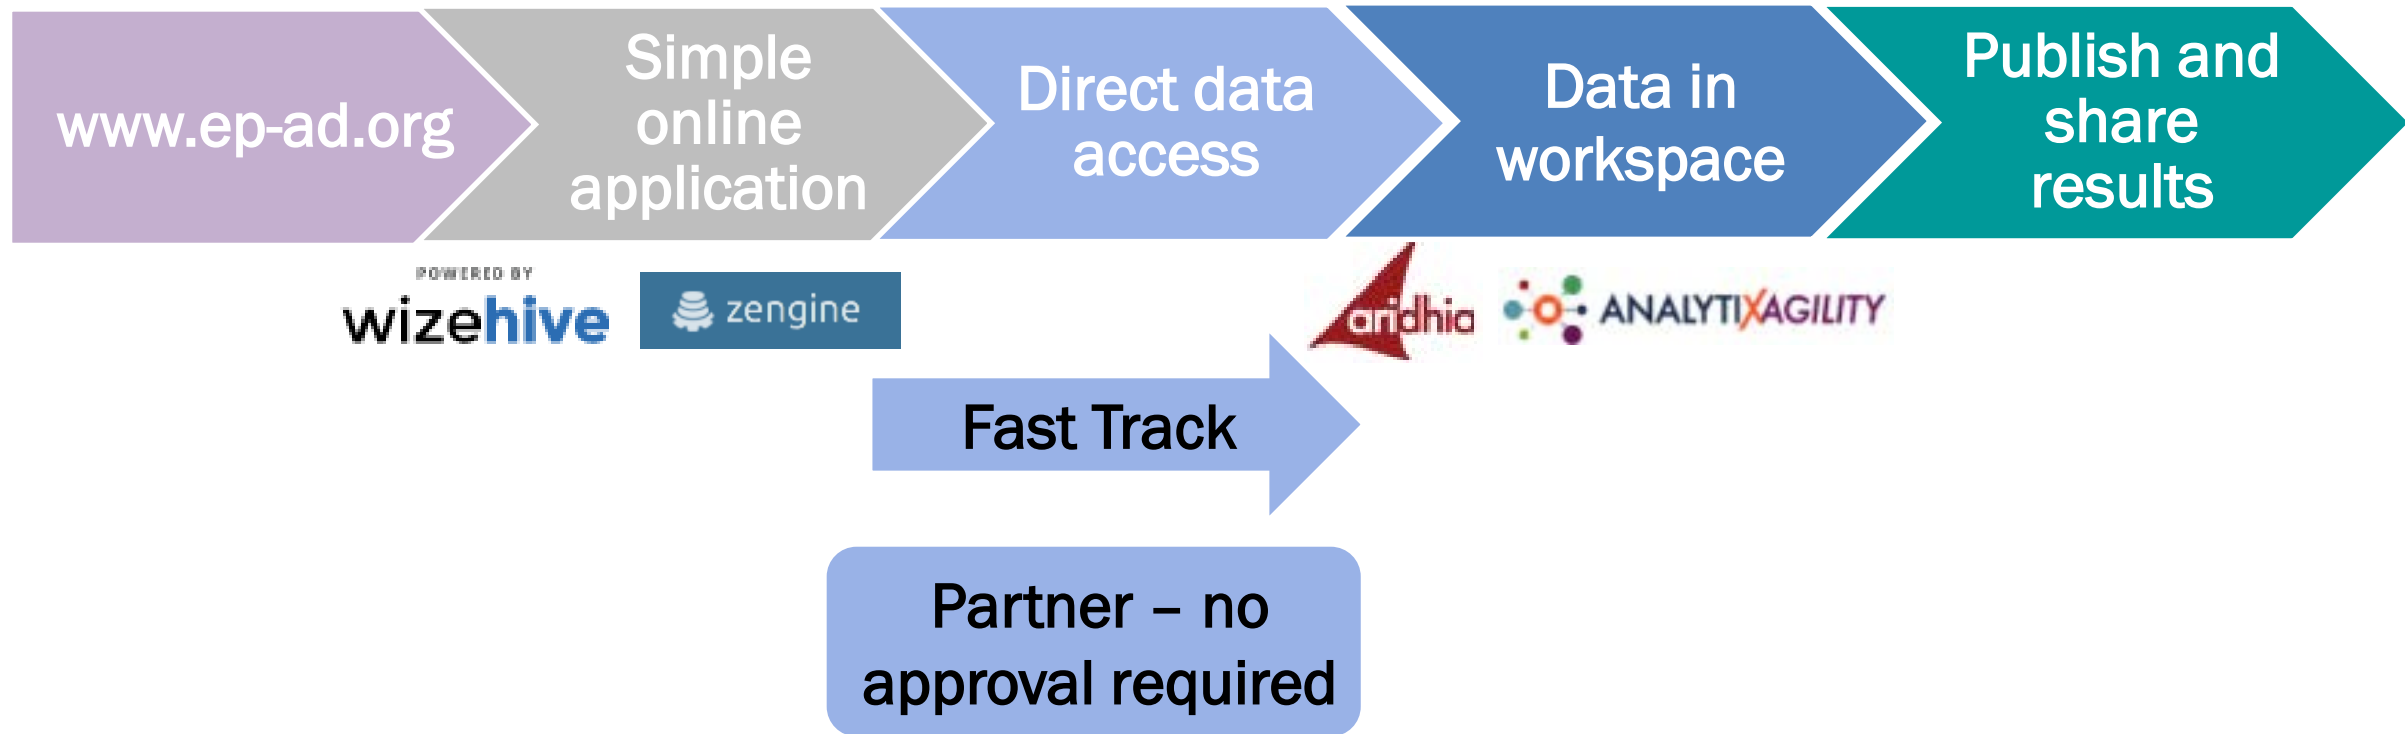 www.ep-ad.org
Simple
online
application
Direct data
access
Data in
workspace
Publish and
share
results
POWERED BY
wizehive
zengine
aridhia
ANALYTIXAGILITY
Fast Track
Partner – no
approval required